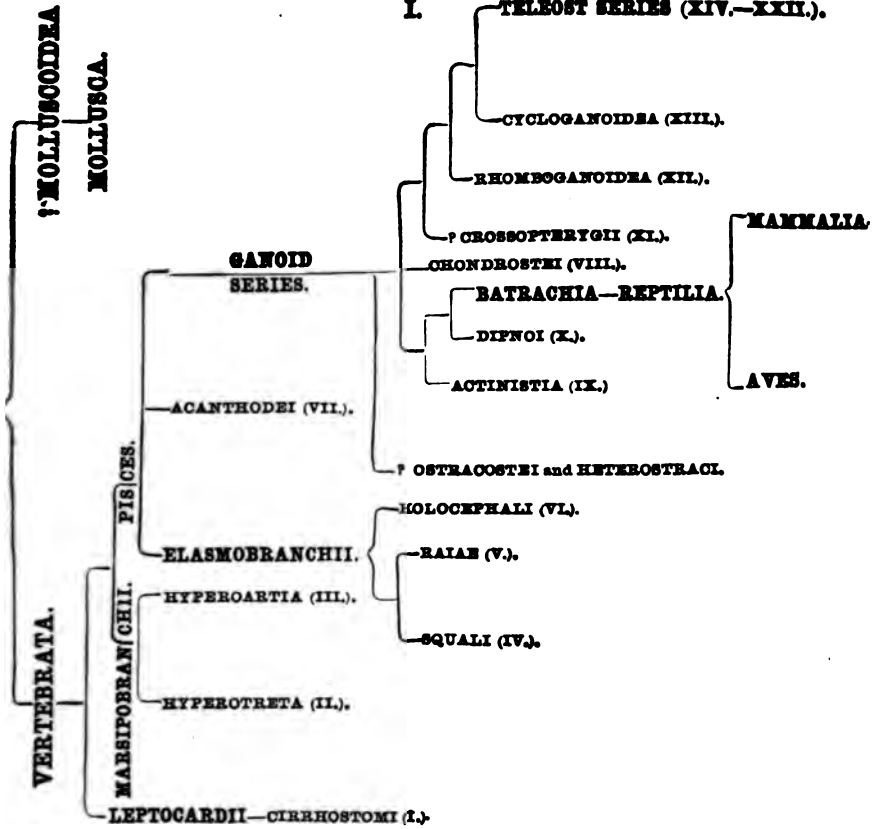 I. TELEOST SERIES (XIV.—XXII.).
?MOLLUSCOIDEA
MOLLUSCA.
CYCLOGANOIDEA (XIII.).
RHOMBOGANOIDEA (XII.).
MAMMALIA.
? CROSSOPTERYGII (XI.).
GANOID
SERIES.
CHONDROSTEI (VIII.).
BATRACHIA—REPTILIA.
DIPNOI (X.).
ACTINISTIA (IX.)
AVES.
ACANTHODEI (VII.).
PISCES.
? OSTRACOSTEI and HETEROSTRACI.
HOLOCEPHALI (VI.).
ELASMOBRANCHII.
RAIAE (V.).
HYPEROARTIA (III.).
SQUALI (IV.).
VERTEBRATA.
MARSIPOBRANCHII.
HYPEROTRETA (II.).
LEPTOCARDII—CIRRHOSTOMI (I.).